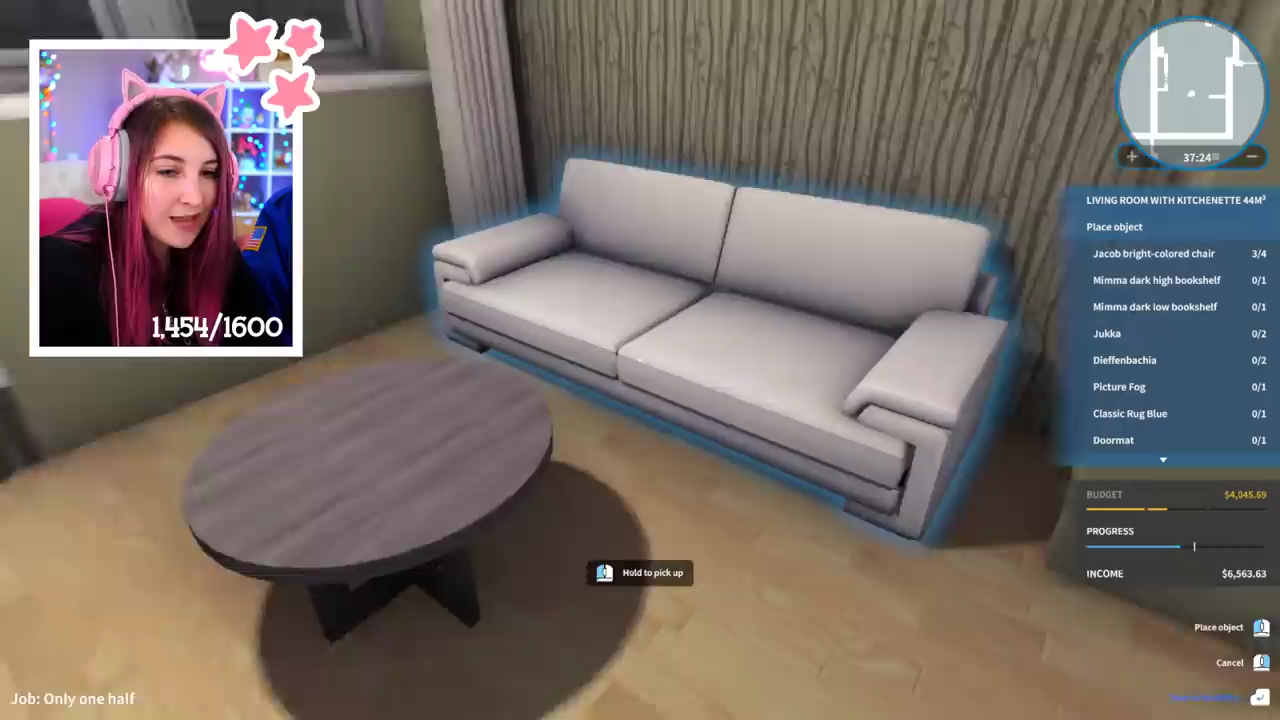 1,454/1600
37:24
LIVING ROOM WITH KITCHENETTE 44M²
Place object
Jacob bright-colored chair 3/4
Mimma dark high bookshelf 0/1
Mimma dark low bookshelf 0/1
Jukka 0/2
Dieffenbachia 0/2
Picture Fog 0/1
Classic Rug Blue 0/1
Doormat 0/1
BUDGET $4,045.69
PROGRESS
INCOME $6,563.63
Hold to pick up
Place object
Cancel
Job: Only one half